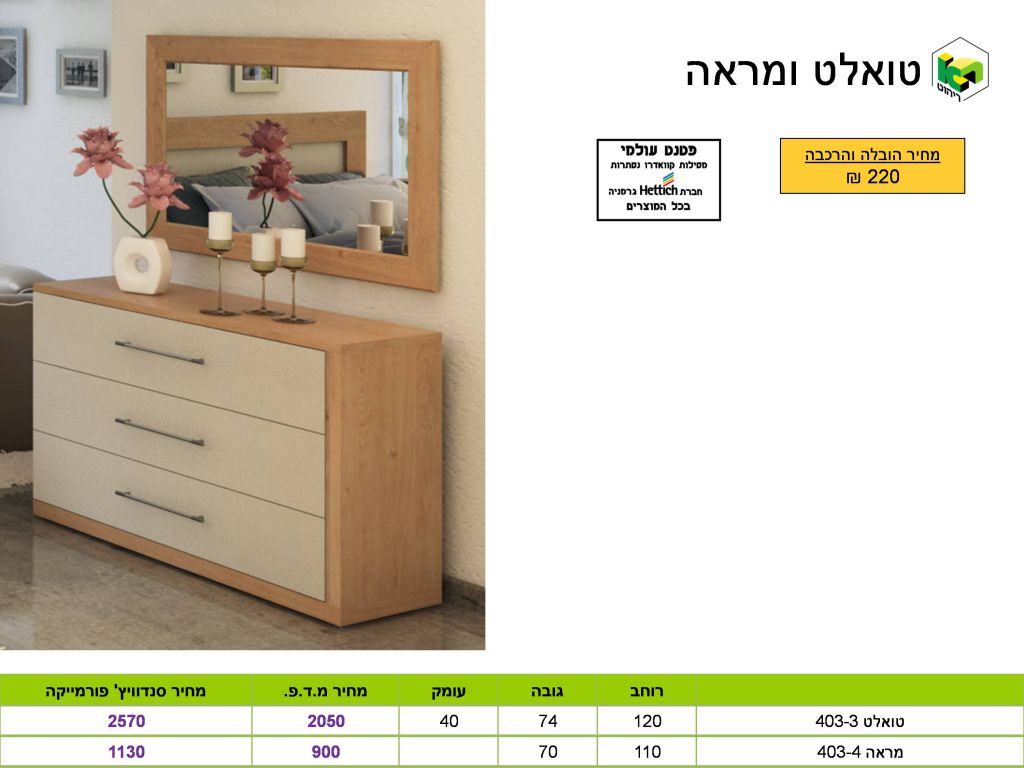 טואלט ומראה
ריהוט
מחיר הובלה והרכבה
220 ₪
פטנט עולמי
מסילות קוואדרו נסתרות
חברת Hettich גרמניה
בכל המוצרים
רוחב גובה עומק מחיר מ.ד.פ. מחיר סנדוויץ' פורמייקה
טואלט 403-3 120 74 40 2050 2570
מראה 403-4 110 70 900 1130